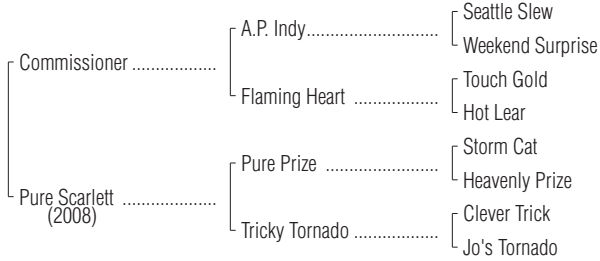 Seattle Slew
A.P. Indy..............................
Weekend Surprise
Commissioner ...................
Touch Gold
Flaming Heart ...................
Hot Lear
Storm Cat
Pure Prize .........................
Heavenly Prize
Pure Scarlett .....................
(2008)
Clever Trick
Tricky Tornado ...................
Jo's Tornado